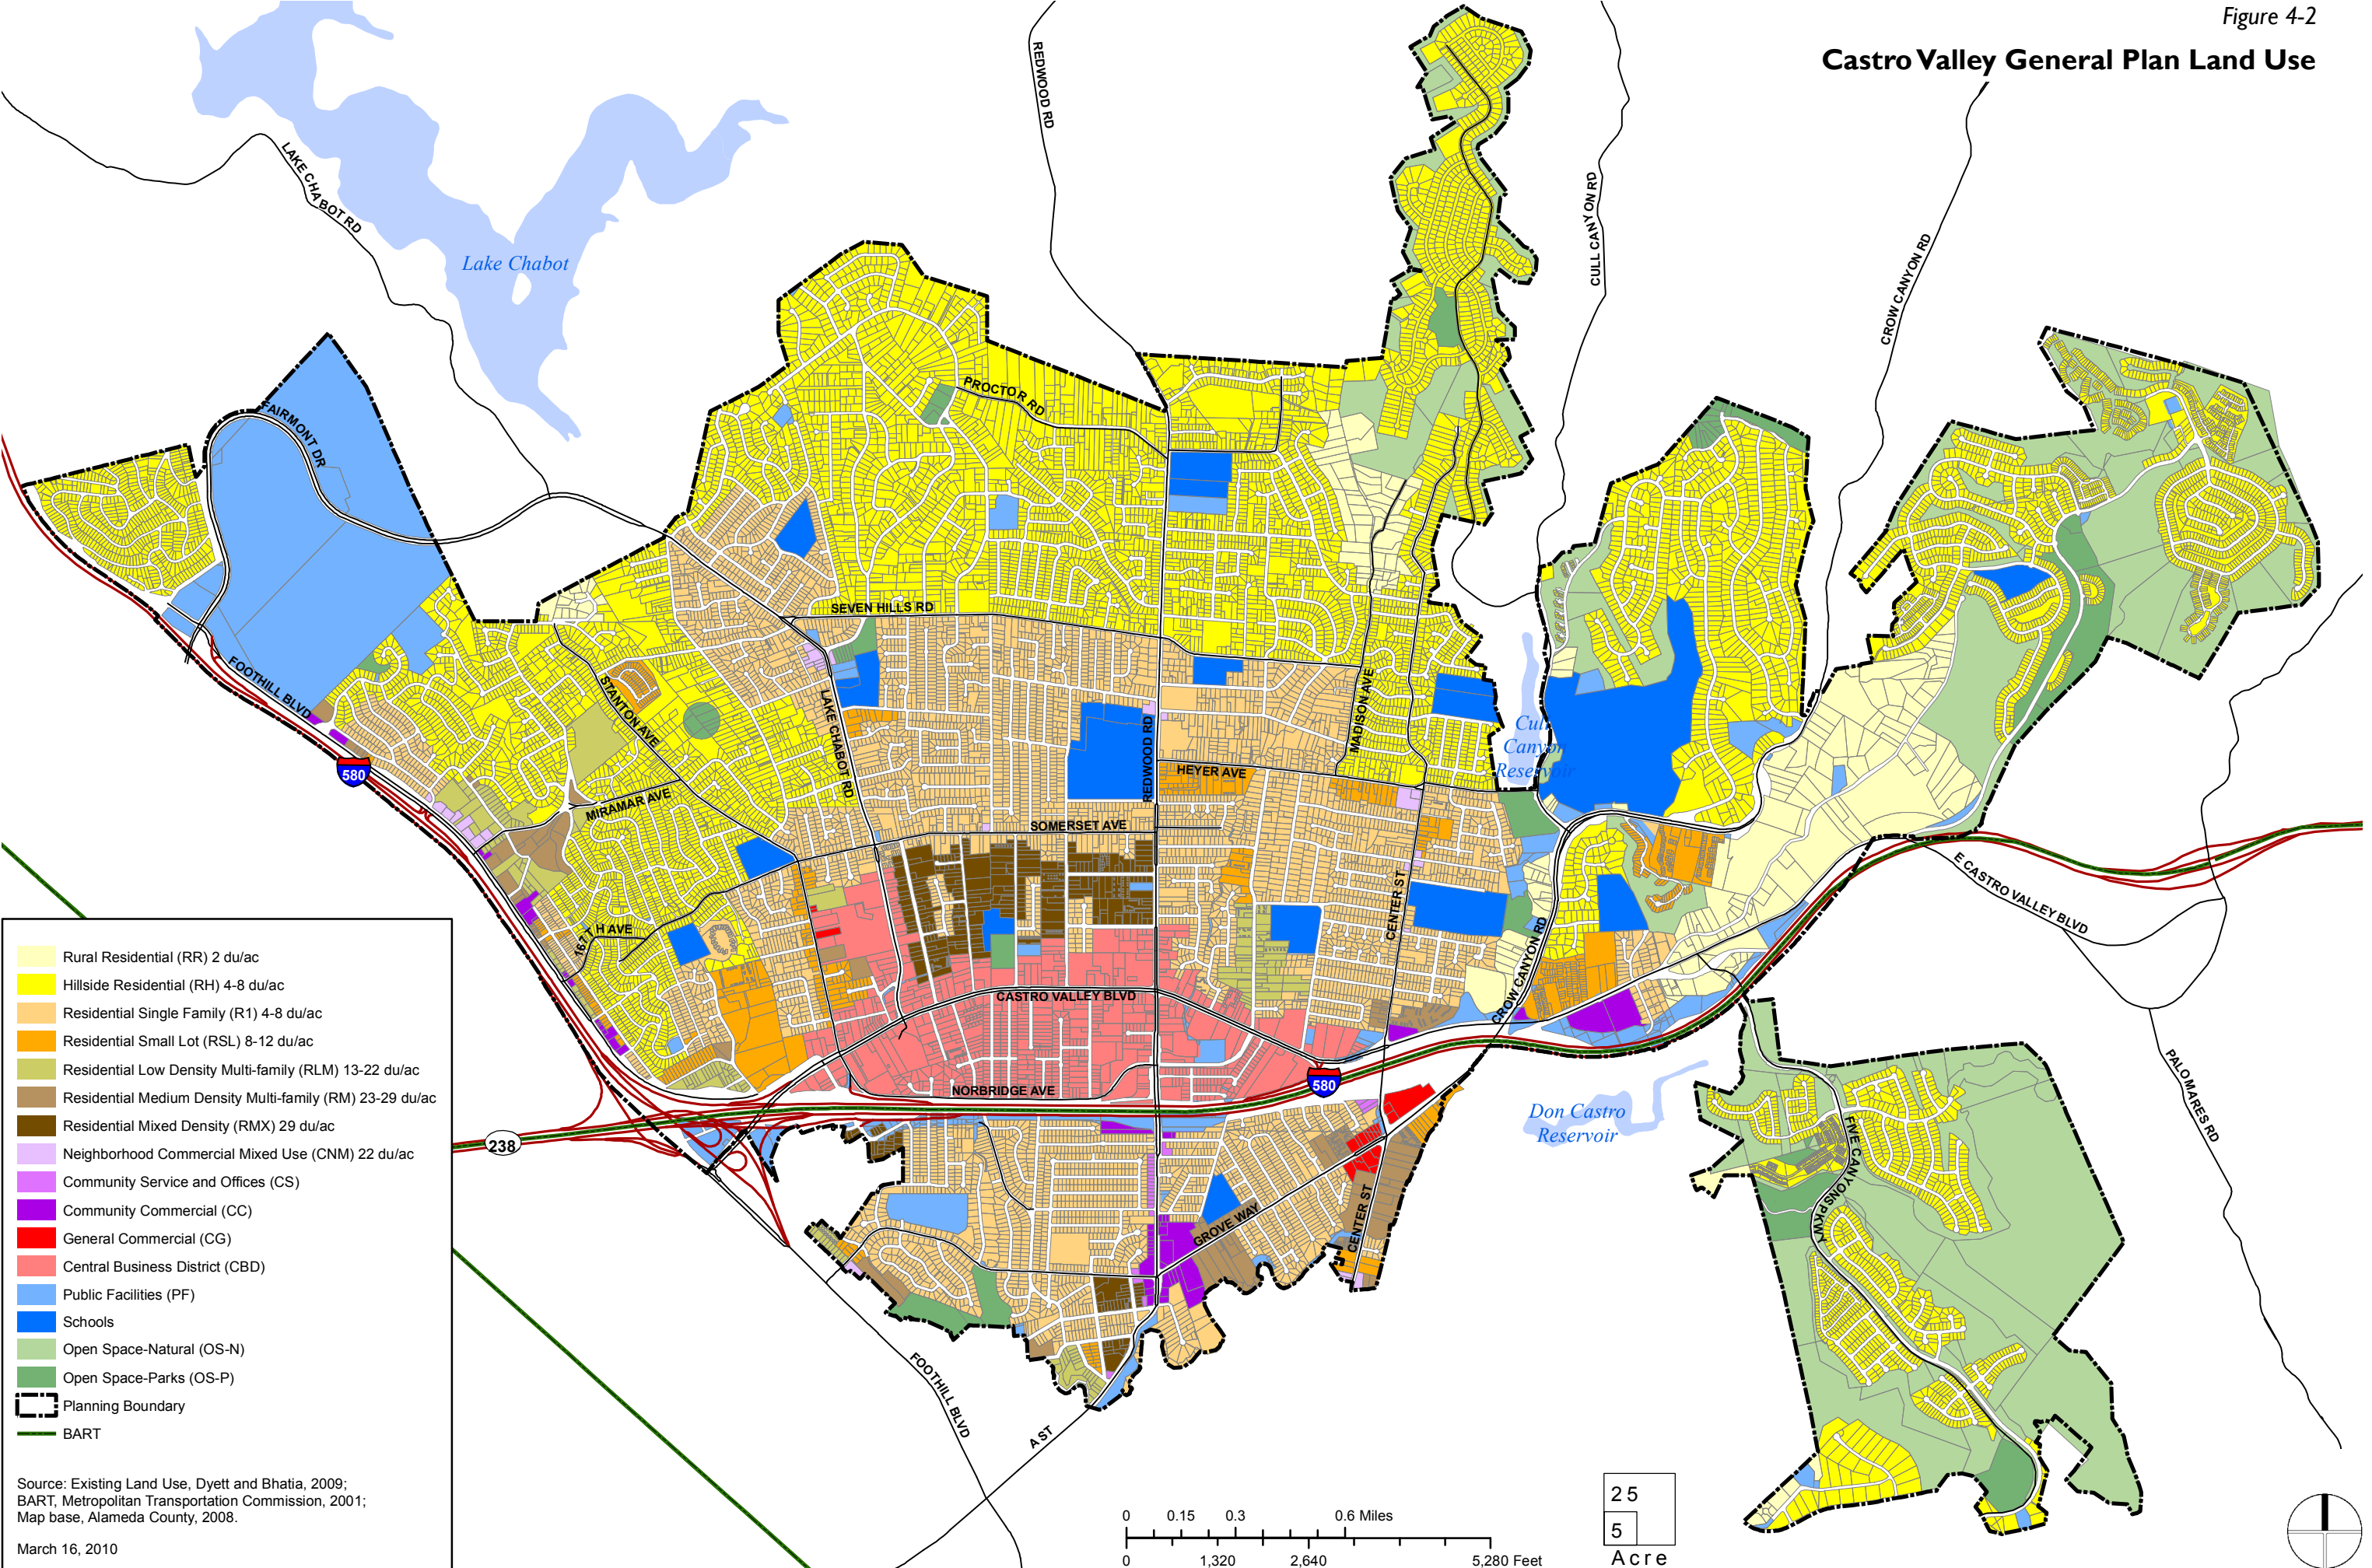 Figure 4-2
Castro Valley General Plan Land Use
REDWOOD RD
LAKE CHABOT RD
CULL CANYON RD
CROW CANYON RD
Lake Chabot
PROCTOR RD
FAIRMONT DR
SEVEN HILLS RD
FOOTHILL BLVD
STANTON AVE
LAKE CHABOT RD
MADISON AVE
REDWOOD RD
Cull
Canyon
Reservoir
580
HEYER AVE
MIRAMAR AVE
SOMERSET AVE
E CASTRO VALLEY BLVD
CENTER ST
167TH AVE
CROW CANYON RD
CASTRO VALLEY BLVD
580
NORBRIDGE AVE
238
Don Castro
Reservoir
PALOMARES RD
FIVE CANYONS PKWY
GROVE WAY
CENTER ST
FOOTHILL BLVD
A ST
Rural Residential (RR) 2 du/ac
Hillside Residential (RH) 4-8 du/ac
Residential Single Family (R1) 4-8 du/ac
Residential Small Lot (RSL) 8-12 du/ac
Residential Low Density Multi-family (RLM) 13-22 du/ac
Residential Medium Density Multi-family (RM) 23-29 du/ac
Residential Mixed Density (RMX) 29 du/ac
Neighborhood Commercial Mixed Use (CNM) 22 du/ac
Community Service and Offices (CS)
Community Commercial (CC)
General Commercial (CG)
Central Business District (CBD)
Public Facilities (PF)
Schools
Open Space-Natural (OS-N)
Open Space-Parks (OS-P)
Planning Boundary
BART
Source: Existing Land Use, Dyett and Bhatia, 2009;
BART, Metropolitan Transportation Commission, 2001;
Map base, Alameda County, 2008.
March 16, 2010
0 0.15 0.3 0.6 Miles
0 1,320 2,640 5,280 Feet
25
5
Acre